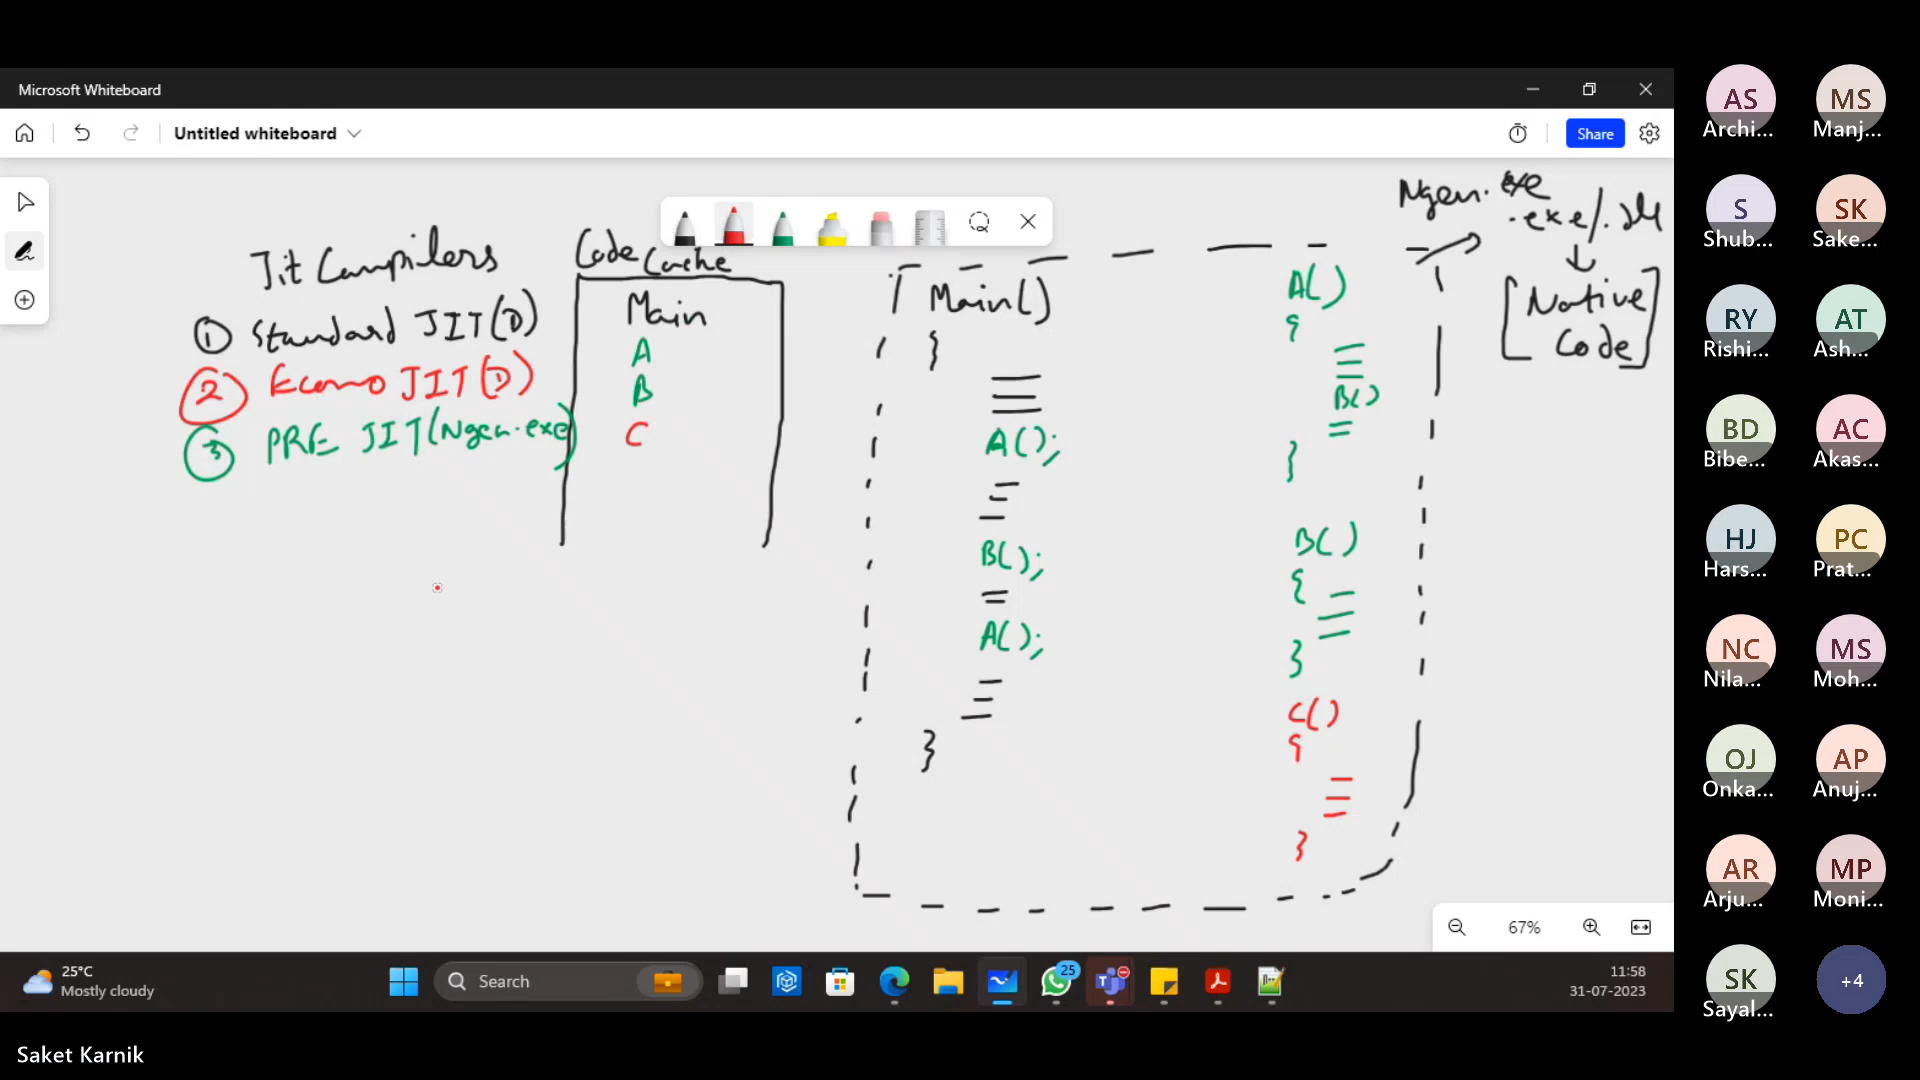 Microsoft Whiteboard
Untitled whiteboard
Share
Jit Compilers
① Standard JIT(D)
② Econo JIT(D)
③ PRE JIT(Ngen.exe)
Code Cache
Main
A
B
C
Main()
}
A();
B();
A();
}
A()
{
B()
}
B()
{
}
C()
{
}
Ngen.exe
.exe/.dll
[Native
Code]
67%
25°C
Mostly cloudy
Search
25
11:58
31-07-2023
AS
Archi...
MS
Manj...
S
Shub...
SK
Sake...
RY
Rishi...
AT
Ash...
BD
Bibe...
AC
Akas...
HJ
Hars...
PC
Prat...
NC
Nila...
MS
Moh...
OJ
Onka...
AP
Anuj...
AR
Arju...
MP
Moni...
SK
Sayal...
+4
Saket Karnik